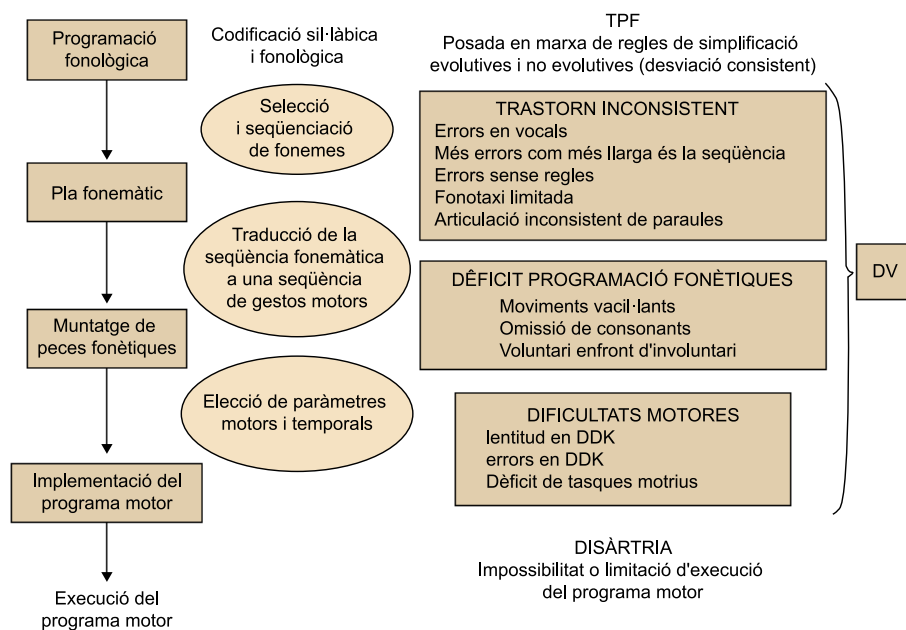 Programació
fonològica
Pla fonemàtic
Muntatge de
peces fonètiques
Implementació del
programa motor
Execució del
programa motor
Codificació sil·làbica
i fonològica
Selecció
i seqüenciació
de fonemes
Traducció de la
seqüència fonemàtica
a una seqüència
de gestos motors
Elecció de paràmetres
motors i temporals
TPF
Posada en marxa de regles de simplificació
evolutives i no evolutives (desviació consistent)
TRASTORN INCONSISTENT
Errors en vocals
Més errors com més llarga és la seqüència
Errors sense regles
Fonotaxi limitada
Articulació inconsistent de paraules
DÊFICIT PROGRAMACIÓ FONÈTIQUES
Moviments vacil·lants
Omissió de consonants
Voluntari enfront d'involuntari
DIFICULTATS MOTORES
lentitud en DDK
errors en DDK
Dèficit de tasques motrius
DISÀRTRIA
Impossibilitat o limitació d'execució
del programa motor
DV